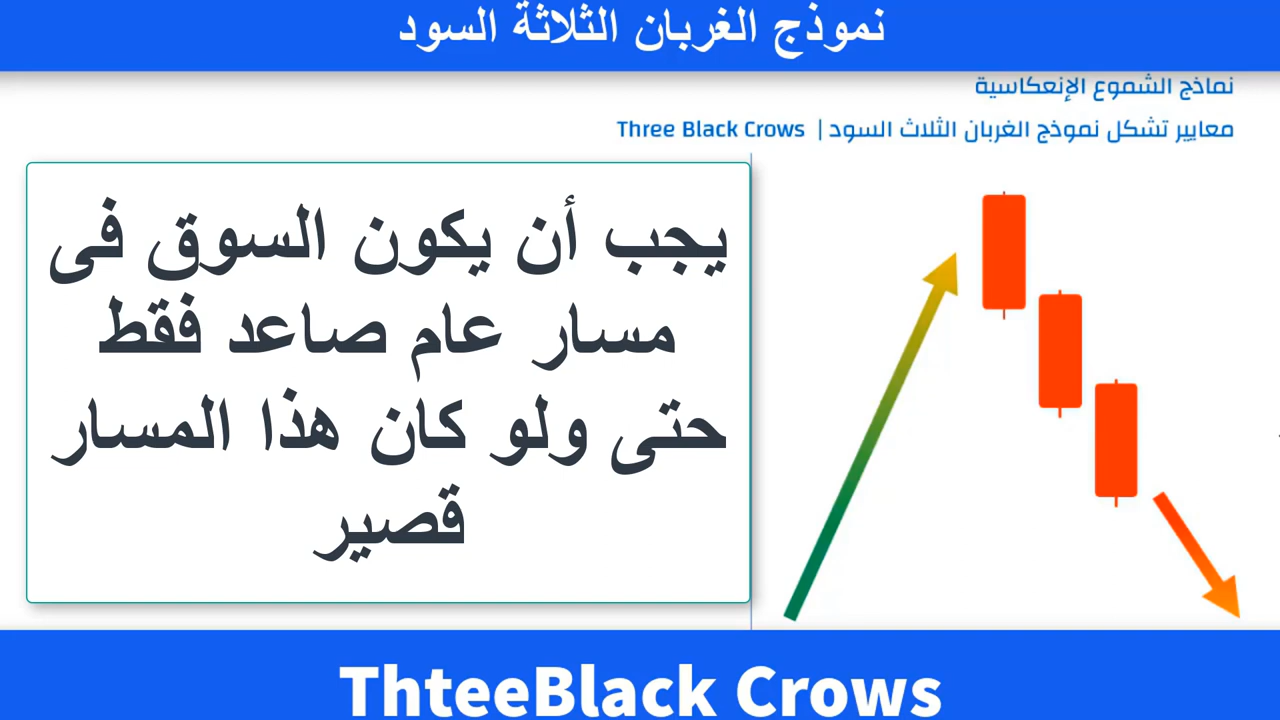 نموذج الغربان الثلاثة السود
نماذج الشموع الإنعكاسية
معايير تشكل نموذج الغربان الثلاث السود | Three Black Crows
يجب أن يكون السوق فى
مسار عام صاعد فقط
حتى ولو كان هذا المسار
قصير
ThteeBlack Crows